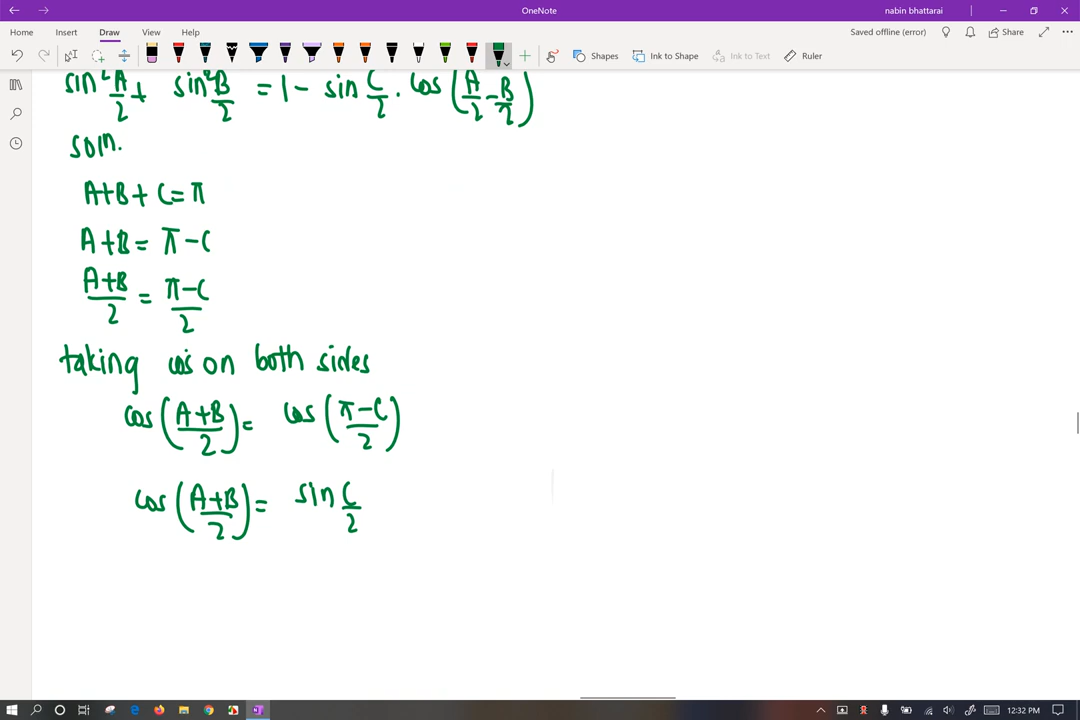 OneNote
nabin bhattarai
Home Insert Draw View Help
Saved offline (error) Share
Shapes Ink to Shape Ink to Text Ruler
sin²A/2 + sin²B/2 = 1 - sin C/2 . cos (A/2 - B/2)
soln.
A+B+C=π
A+B = π-C
A+B/2 = π-C/2
taking cos on both sides
cos (A+B/2) = cos (π-C/2)
cos (A+B/2) = sin C/2
12:32 PM